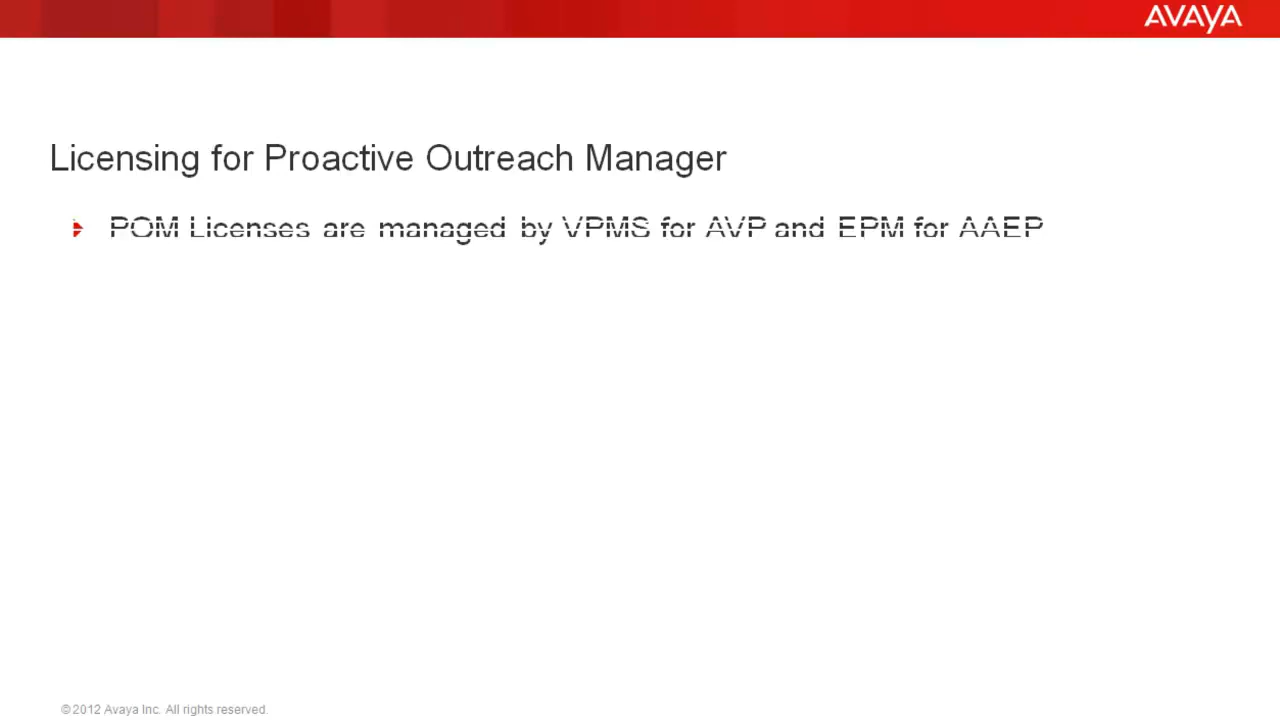 AVAYA
Licensing for Proactive Outreach Manager
POM Licenses are managed by VPMS for AVP and EPM for AAEP
©2012 Avaya Inc. All rights reserved.